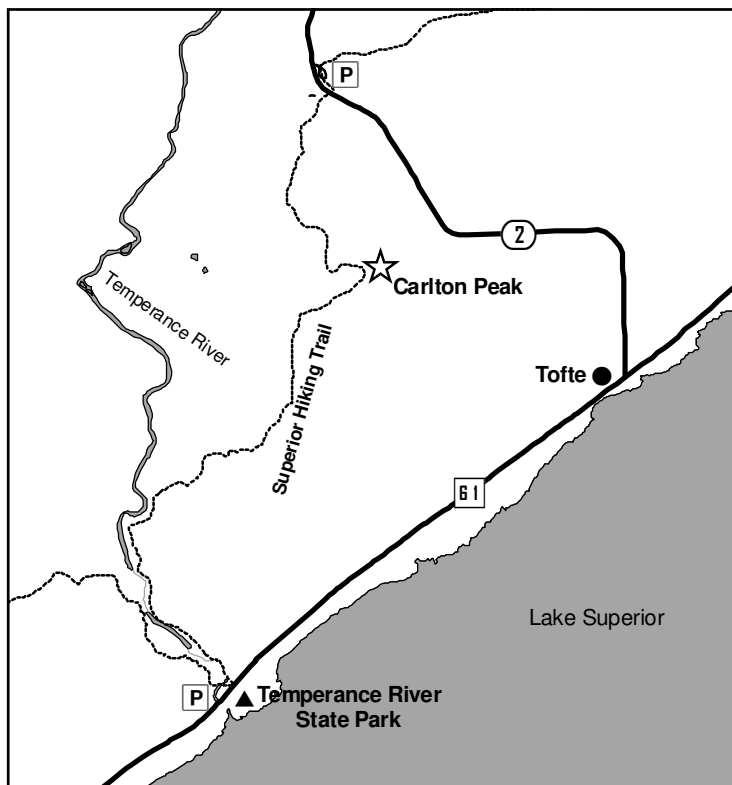 P
2
Temperance River
Carlton Peak
Superior Hiking Trail
Tofte
61
Lake Superior
P
Temperance River
State Park